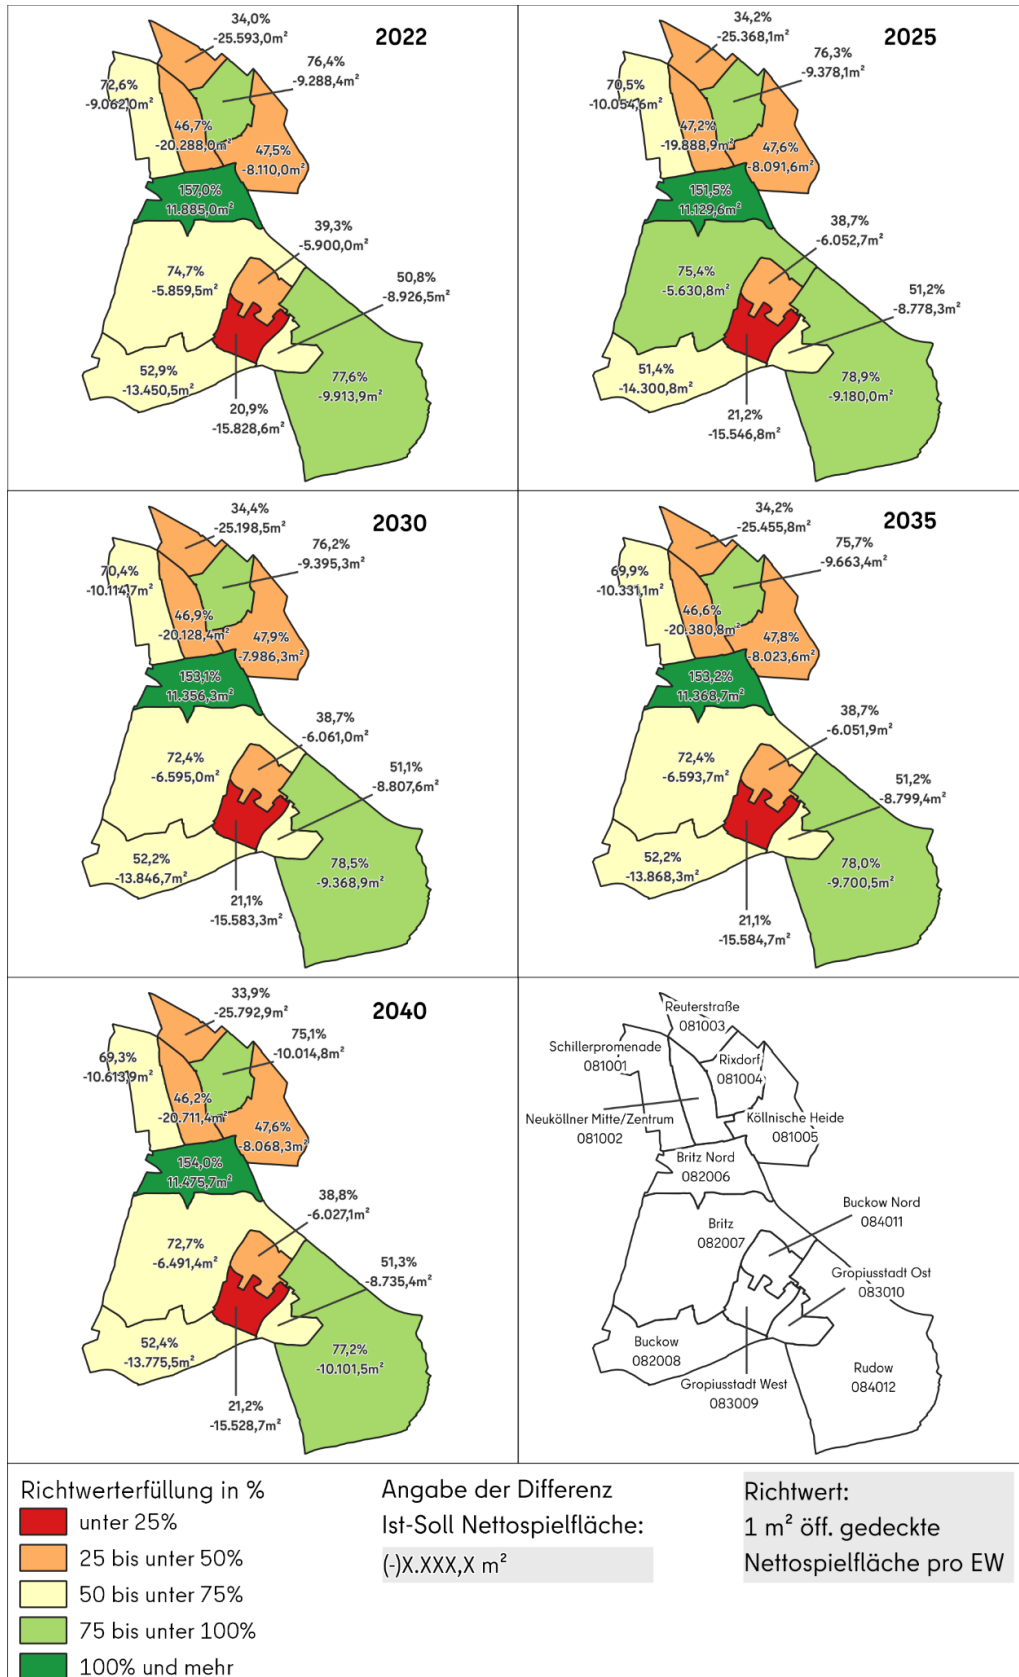 2022
34,0%
-25.593,0m²
76,4%
-9.288,4m²
72,6%
-9.062,0m²
46,7%
-20.288,0m²
47,5%
-8.110,0m²
157,0%
11.885,0m²
39,3%
-5.900,0m²
74,7%
-5.859,5m²
50,8%
-8.926,5m²
52,9%
-13.450,5m²
77,6%
-9.913,9m²
20,9%
-15.828,6m²
2025
34,2%
-25.368,1m²
76,3%
-9.378,1m²
70,5%
-10.054,6m²
47,2%
-19.888,9m²
47,6%
-8.091,6m²
151,5%
11.129,6m²
38,7%
-6.052,7m²
75,4%
-5.630,8m²
51,2%
-8.778,3m²
51,4%
-14.300,8m²
78,9%
-9.180,0m²
21,2%
-15.546,8m²
2030
34,4%
-25.198,5m²
76,2%
-9.395,3m²
70,4%
-10.114,7m²
46,9%
-20.128,4m²
47,9%
-7.986,3m²
153,1%
11.356,3m²
38,7%
-6.061,0m²
72,4%
-6.595,0m²
51,1%
-8.807,6m²
52,2%
-13.846,7m²
78,5%
-9.368,9m²
21,1%
-15.583,3m²
2035
34,2%
-25.455,8m²
75,7%
-9.663,4m²
69,9%
-10.331,1m²
46,6%
-20.380,8m²
47,8%
-8.023,6m²
153,2%
11.368,7m²
38,7%
-6.051,9m²
72,4%
-6.593,7m²
51,2%
-8.799,4m²
52,2%
-13.868,3m²
78,0%
-9.700,5m²
21,1%
-15.584,7m²
2040
33,9%
-25.792,9m²
75,1%
-10.014,8m²
69,3%
-10.613,9m²
46,2%
-20.711,4m²
47,6%
-8.068,3m²
154,0%
11.475,7m²
38,8%
-6.027,1m²
72,7%
-6.491,4m²
51,3%
-8.735,4m²
52,4%
-13.775,5m²
77,2%
-10.101,5m²
21,2%
-15.528,7m²
Reuterstraße
081003
Schillerpromenade
081001
Rixdorf
081004
Neuköllner Mitte/Zentrum
081002
Köllnische Heide
081005
Britz Nord
082006
Buckow Nord
084011
Britz
082007
Gropiusstadt Ost
083010
Buckow
082008
Gropiusstadt West
083009
Rudow
084012
Richtwerterfüllung in %
unter 25%
25 bis unter 50%
50 bis unter 75%
75 bis unter 100%
100% und mehr
Angabe der Differenz
Ist-Soll Nettospielfläche:
(-)X.XXX,X m²
Richtwert:
1 m² öff. gedeckte
Nettospielfläche pro EW